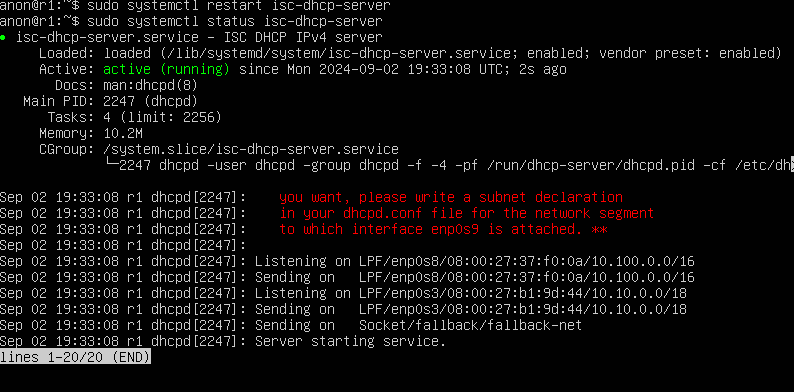 anon@r1:~$ sudo systemctl restart isc-dhcp-server
anon@r1:~$ sudo systemctl status isc-dhcp-server
● isc-dhcp-server.service - ISC DHCP IPv4 server
     Loaded: loaded (/lib/systemd/system/isc-dhcp-server.service; enabled; vendor preset: enabled)
     Active: active (running) since Mon 2024-09-02 19:33:08 UTC; 2s ago
       Docs: man:dhcpd(8)
   Main PID: 2247 (dhcpd)
      Tasks: 4 (limit: 2256)
     Memory: 10.2M
     CGroup: /system.slice/isc-dhcp-server.service
             └─2247 dhcpd -user dhcpd -group dhcpd -f -4 -pf /run/dhcp-server/dhcpd.pid -cf /etc/dh>
Sep 02 19:33:08 r1 dhcpd[2247]:    you want, please write a subnet declaration
Sep 02 19:33:08 r1 dhcpd[2247]:    in your dhcpd.conf file for the network segment
Sep 02 19:33:08 r1 dhcpd[2247]:    to which interface enp0s9 is attached. **
Sep 02 19:33:08 r1 dhcpd[2247]:
Sep 02 19:33:08 r1 dhcpd[2247]: Listening on LPF/enp0s8/08:00:27:37:f0:0a/10.100.0.0/16
Sep 02 19:33:08 r1 dhcpd[2247]: Sending on   LPF/enp0s8/08:00:27:37:f0:0a/10.100.0.0/16
Sep 02 19:33:08 r1 dhcpd[2247]: Listening on LPF/enp0s3/08:00:27:b1:9d:44/10.10.0.0/18
Sep 02 19:33:08 r1 dhcpd[2247]: Sending on   LPF/enp0s3/08:00:27:b1:9d:44/10.10.0.0/18
Sep 02 19:33:08 r1 dhcpd[2247]: Sending on   Socket/fallback/fallback-net
Sep 02 19:33:08 r1 dhcpd[2247]: Server starting service.
lines 1-20/20 (END)